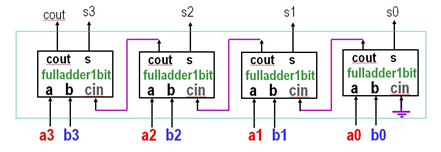 cout s3 s2 s1 s0
cout s cout s cout s cout s
fulladder1bit fulladder1bit fulladder1bit fulladder1bit
a b cin a b cin a b cin a b cin
a3 b3 a2 b2 a1 b1 a0 b0